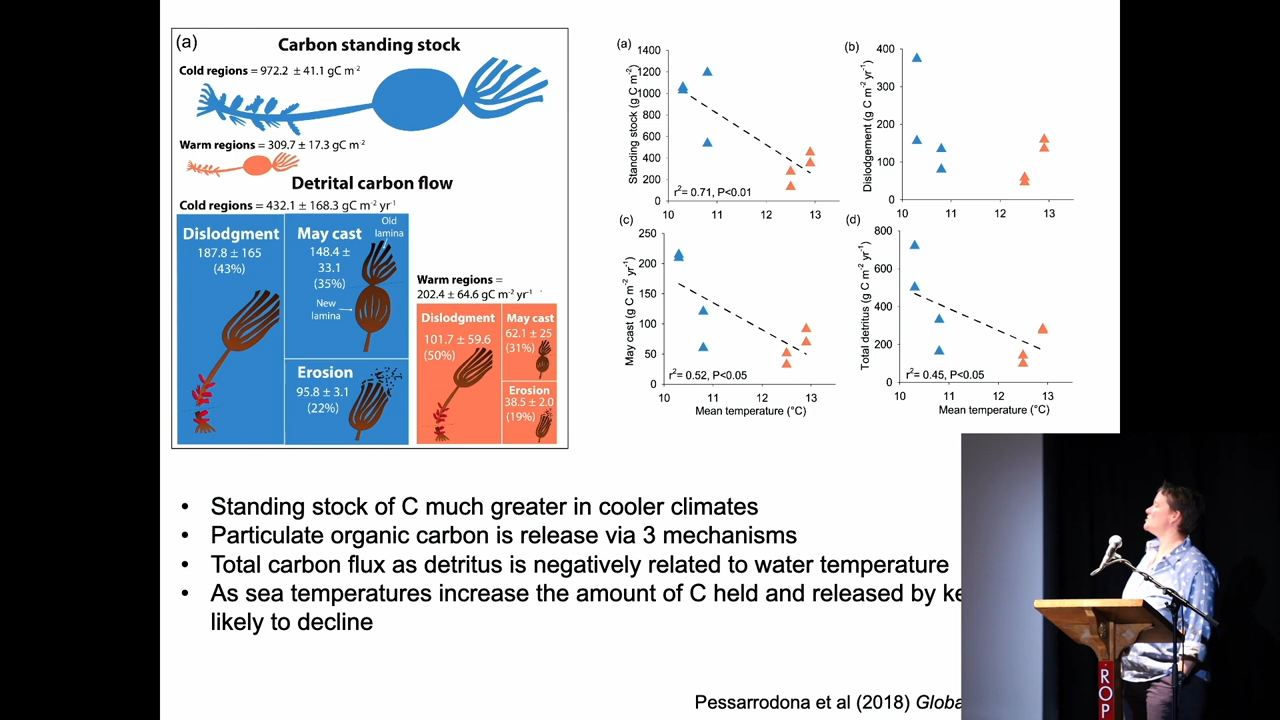 (a)
Carbon standing stock
Cold regions = 972.2 ± 41.1 gC m⁻²
Warm regions = 309.7 ± 17.3 gC m⁻²
Detrital carbon flow
Cold regions = 432.1 ± 168.3 gC m⁻² yr⁻¹
Dislodgment
187.8 ± 165
(43%)
May cast
148.4 ±
33.1
(35%)
Old
lamina
New
lamina
Erosion
95.8 ± 3.1
(22%)
Warm regions =
202.4 ± 64.6 gC m⁻² yr⁻¹
Dislodgment
101.7 ± 59.6
(50%)
May cast
62.1 ± 25
(31%)
Erosion
38.5 ± 2.0
(19%)
(a)
Standing stock (g C m⁻²)
1400
1200
1000
800
600
400
200
0
r²= 0.71, P<0.01
10 11 12 13
(b)
Dislodgement (g C m⁻² yr⁻¹)
400
300
200
100
0
10 11 12 13
(c)
May cast (g C m⁻² yr⁻¹)
250
200
150
100
50
0
r²= 0.52, P<0.05
10 11 12 13
Mean temperature (°C)
(d)
Total detritus (g C m⁻² yr⁻¹)
800
600
400
200
0
r²= 0.45, P<0.05
10 11 12 13
Mean temperature (°C)
• Standing stock of C much greater in cooler climates
• Particulate organic carbon is release via 3 mechanisms
• Total carbon flux as detritus is negatively related to water temperature
• As sea temperatures increase the amount of C held and released by ke
likely to decline
Pessarrodona et al (2018) Globa
ROP